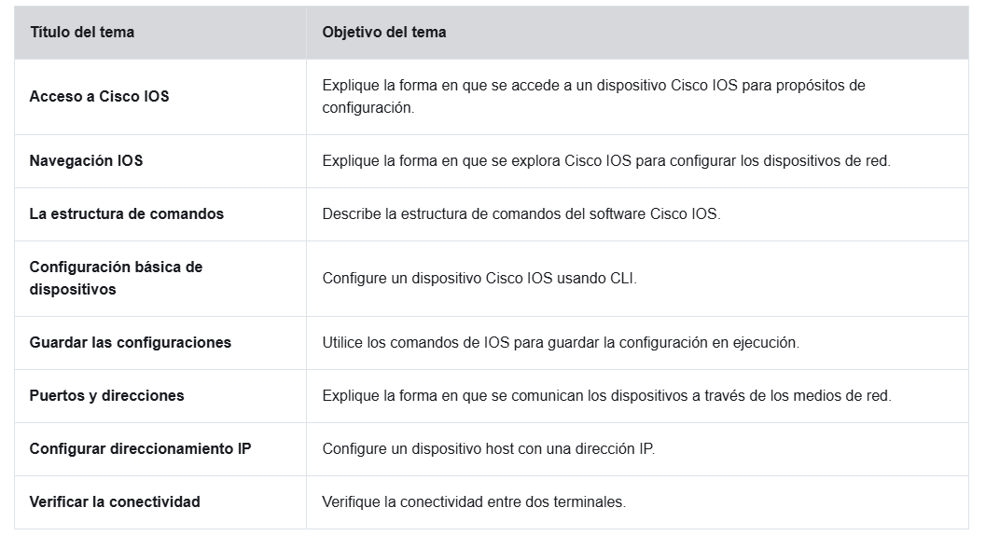 Título del tema
Objetivo del tema
Acceso a Cisco IOS
Explique la forma en que se accede a un dispositivo Cisco IOS para propósitos de
configuración.
Navegación IOS
Explique la forma en que se explora Cisco IOS para configurar los dispositivos de red.
La estructura de comandos
Describe la estructura de comandos del software Cisco IOS.
Configuración básica de
dispositivos
Configure un dispositivo Cisco IOS usando CLI.
Guardar las configuraciones
Utilice los comandos de IOS para guardar la configuración en ejecución.
Puertos y direcciones
Explique la forma en que se comunican los dispositivos a través de los medios de red.
Configurar direccionamiento IP
Configure un dispositivo host con una dirección IP.
Verificar la conectividad
Verifique la conectividad entre dos terminales.